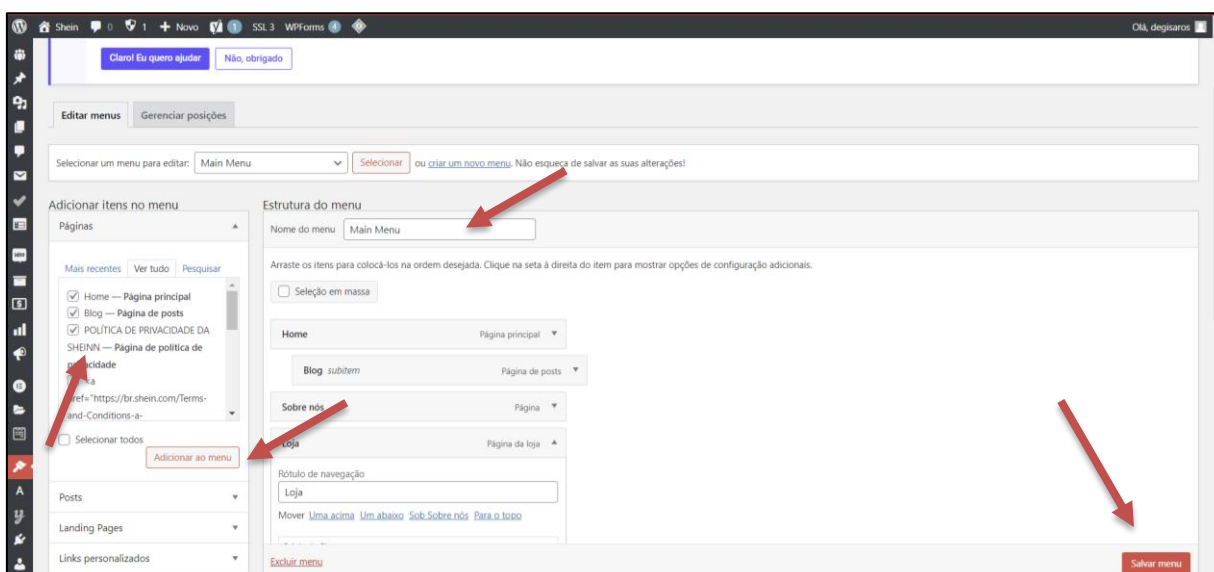 Shein 0 1 + Novo 1 SSL 3 WPForms 4 Olá, degisaros
Claro! Eu quero ajudar Não, obrigado
Editar menus Gerenciar posições
Selecionar um menu para editar: Main Menu Selecionar ou criar um novo menu. Não esqueça de salvar as suas alterações!
Adicionar itens no menu
Páginas
Mais recentes Ver tudo Pesquisar
Home — Página principal
Blog — Página de posts
POLÍTICA DE PRIVACIDADE DA
SHEINN — Página de política de
href="https://br.shein.com/Terms-
and-Conditions-a-
Selecionar todos
Adicionar ao menu
Posts
Landing Pages
Links personalizados
Estrutura do menu
Nome do menu Main Menu
Arraste os itens para colocá-los na ordem desejada. Clique na seta à direita do item para mostrar opções de configuração adicionais.
Seleção em massa
Home Página principal
Blog subitem Página de posts
Sobre nós Página
Loja Página da loja
Rótulo de navegação
Loja
Mover Uma acima Um abaixo Sob Sobre nós Para o topo
Excluir menu Salvar menu